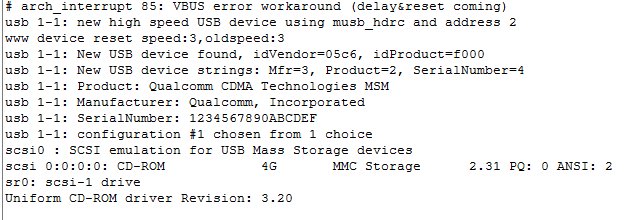 # arch_interrupt 85: VBUS error workaround (delay&reset coming)
usb 1-1: new high speed USB device using musb_hdrc and address 2
www device reset speed:3,oldspeed:3
usb 1-1: New USB device found, idVendor=05c6, idProduct=f000
usb 1-1: New USB device strings: Mfr=3, Product=2, SerialNumber=4
usb 1-1: Product: Qualcomm CDMA Technologies MSM
usb 1-1: Manufacturer: Qualcomm, Incorporated
usb 1-1: SerialNumber: 1234567890ABCDEF
usb 1-1: configuration #1 chosen from 1 choice
scsi0 : SCSI emulation for USB Mass Storage devices
scsi 0:0:0:0: CD-ROM            4G       MMC Storage      2.31 PQ: 0 ANSI: 2
sr0: scsi-1 drive
Uniform CD-ROM driver Revision: 3.20